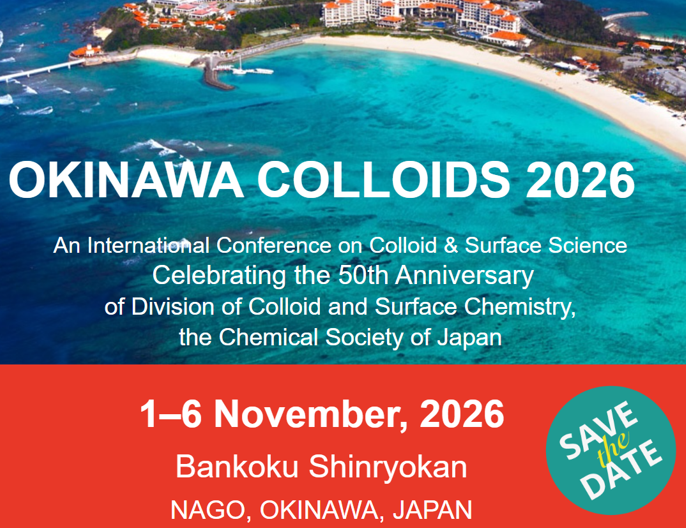 OKINAWA COLLOIDS 2026
An International Conference on Colloid & Surface Science
Celebrating the 50th Anniversary
of Division of Colloid and Surface Chemistry,
the Chemical Society of Japan
1–6 November, 2026
Bankoku Shinryokan
NAGO, OKINAWA, JAPAN
SAVE
the
DATE